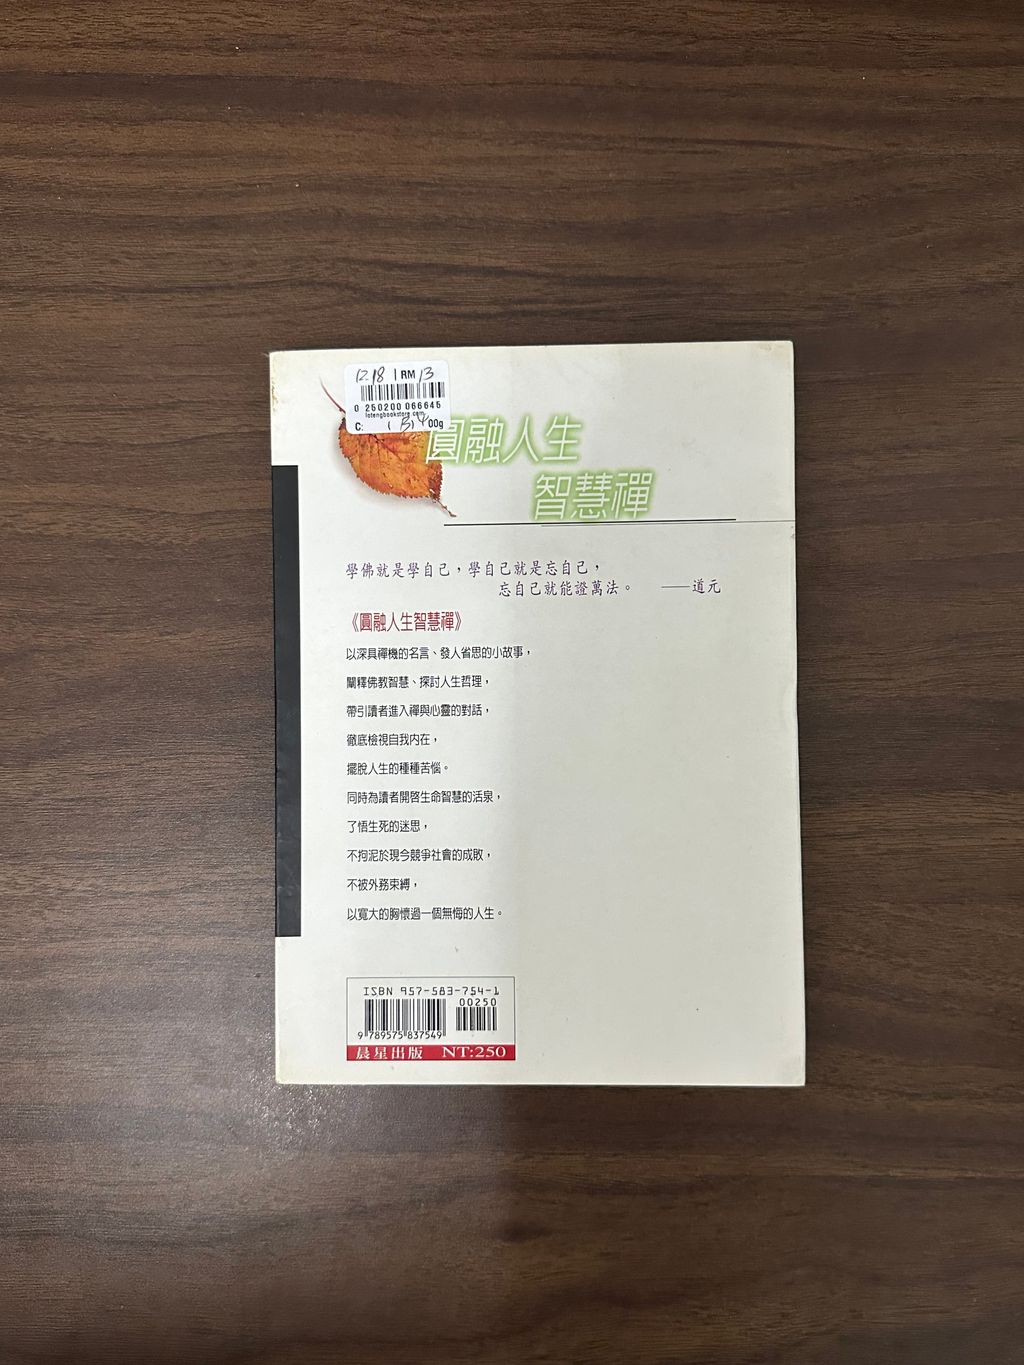 12.18 1 RM 13
0 250200 066645
lotengbookstore.com
C: 00g
圓融人生
智慧禪
學佛就是學自己，學自己就是忘自己，
忘自己就能證萬法。 ——道元
《圓融人生智慧禪》
以深具禪機的名言、發人省思的小故事，
闡釋佛教智慧、探討人生哲理，
帶引讀者進入禪與心靈的對話，
徹底檢視自我內在，
擺脫人生的種種苦惱。
同時為讀者開啓生命智慧的活泉，
了悟生死的迷思，
不拘泥於現今競爭社會的成敗，
不被外務束縛，
以寬大的胸懷過一個無悔的人生。
ISBN 957-583-754-1
00250
9 789575 837549
晨星出版 NT:250